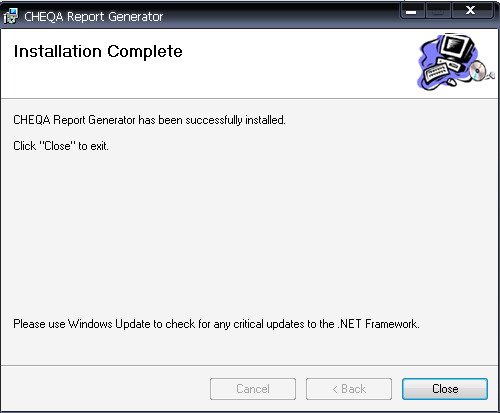 CHEQA Report Generator
Installation Complete
CHEQA Report Generator has been successfully installed.
Click "Close" to exit.
Please use Windows Update to check for any critical updates to the .NET Framework.
Cancel
< Back
Close